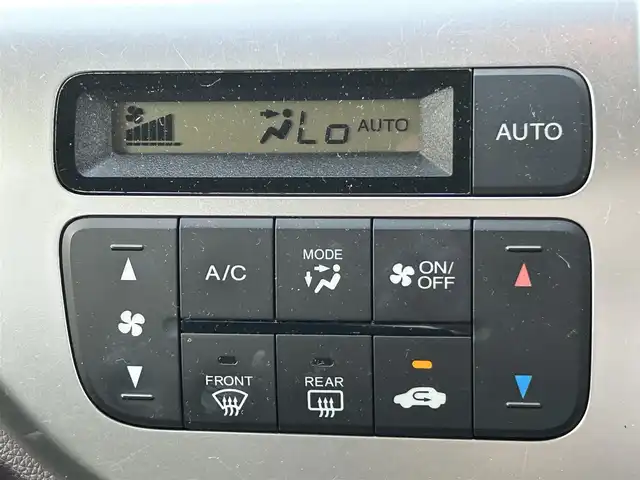 Lo AUTO
AUTO
A/C
MODE
ON/
OFF
FRONT
REAR